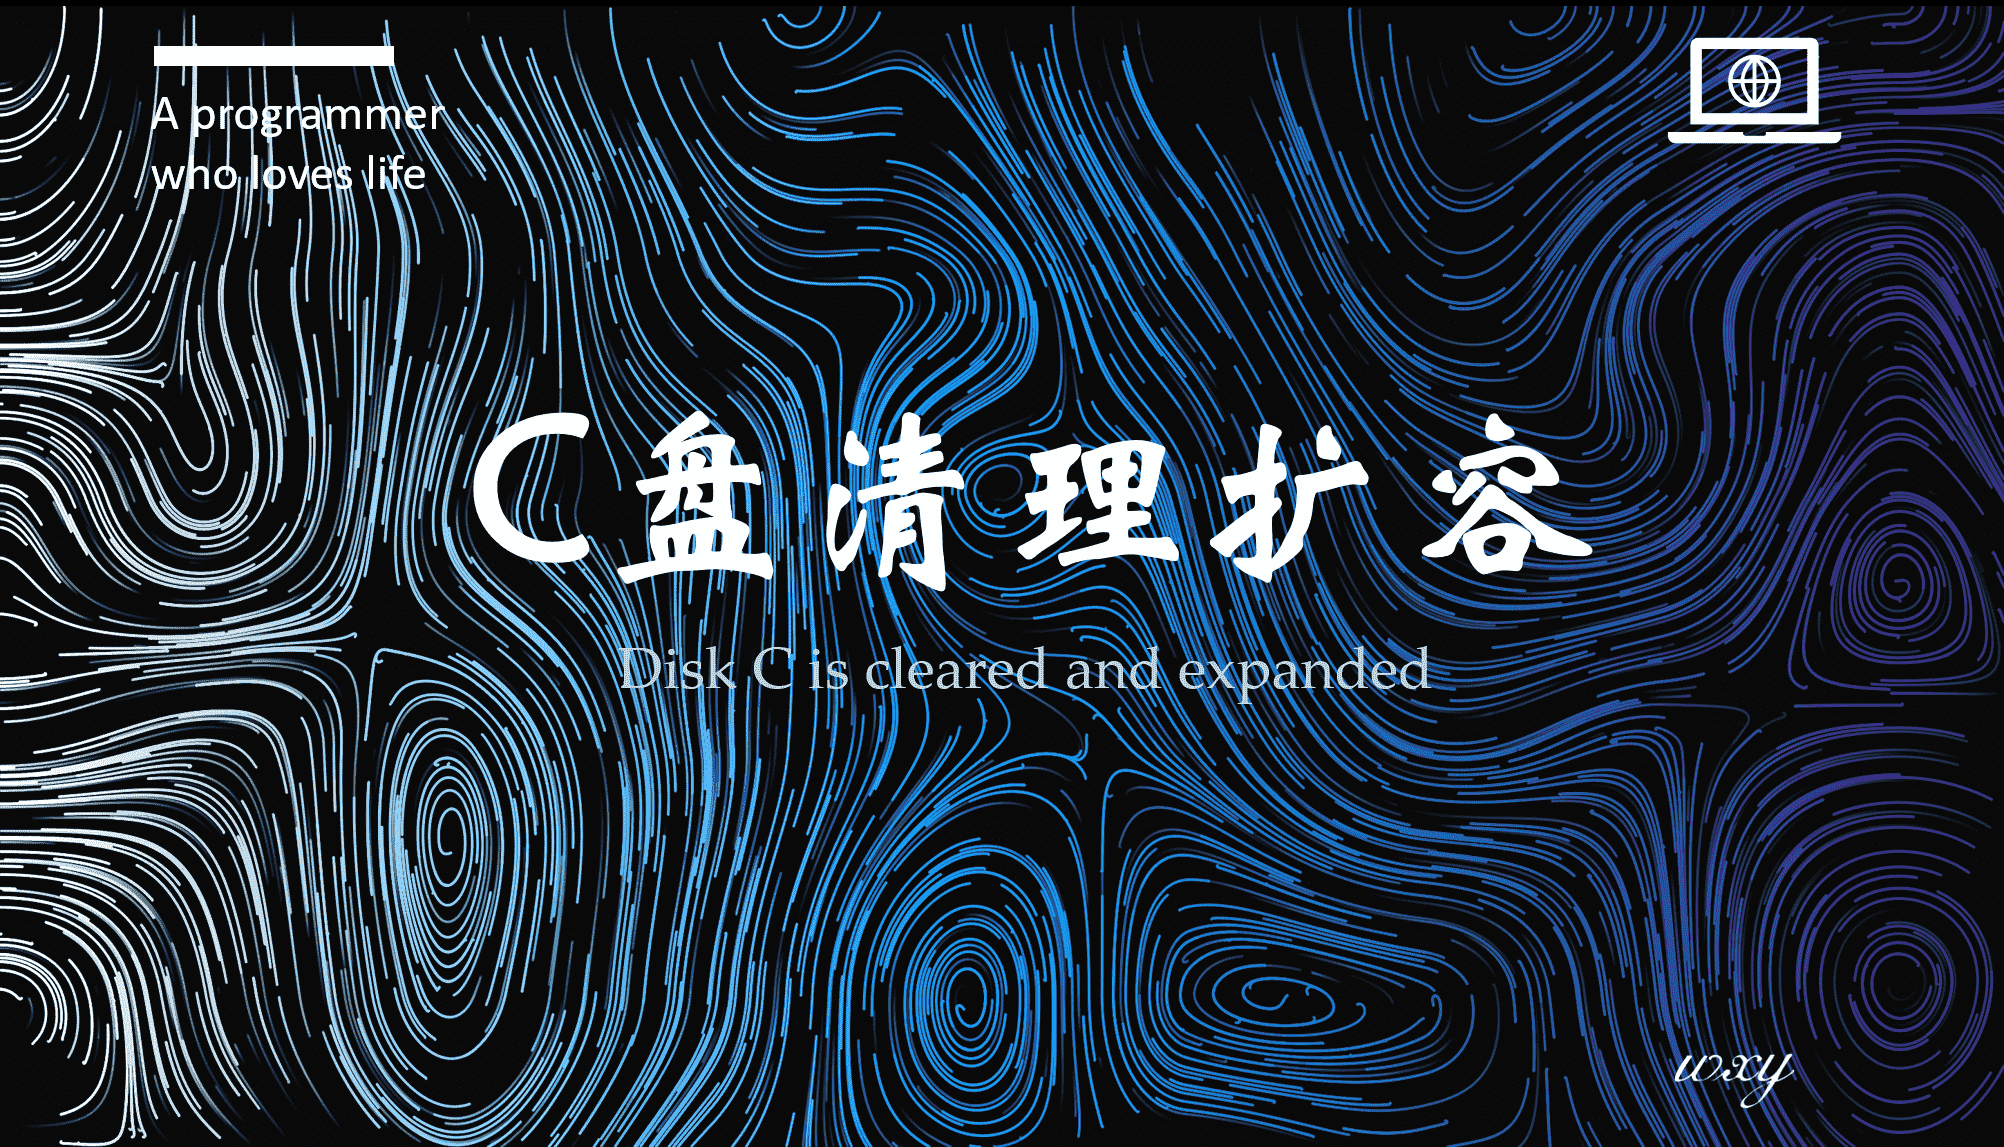 A programmer
who loves life
C盘清理扩容
Disk C is cleared and expanded
wxy